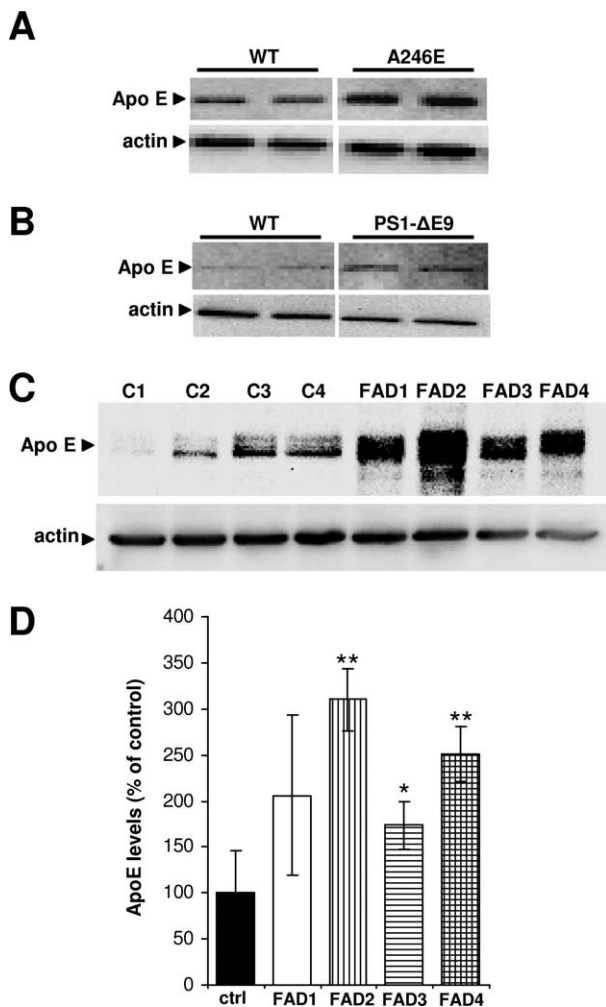 A
WT A246E
Apo E
actin
B
WT PS1-ΔE9
Apo E
actin
C
C1 C2 C3 C4 FAD1 FAD2 FAD3 FAD4
Apo E
actin
D
ApoE levels (% of control)
400
350
300
250
200
150
100
50
0
**
*
**
ctrl FAD1 FAD2 FAD3 FAD4